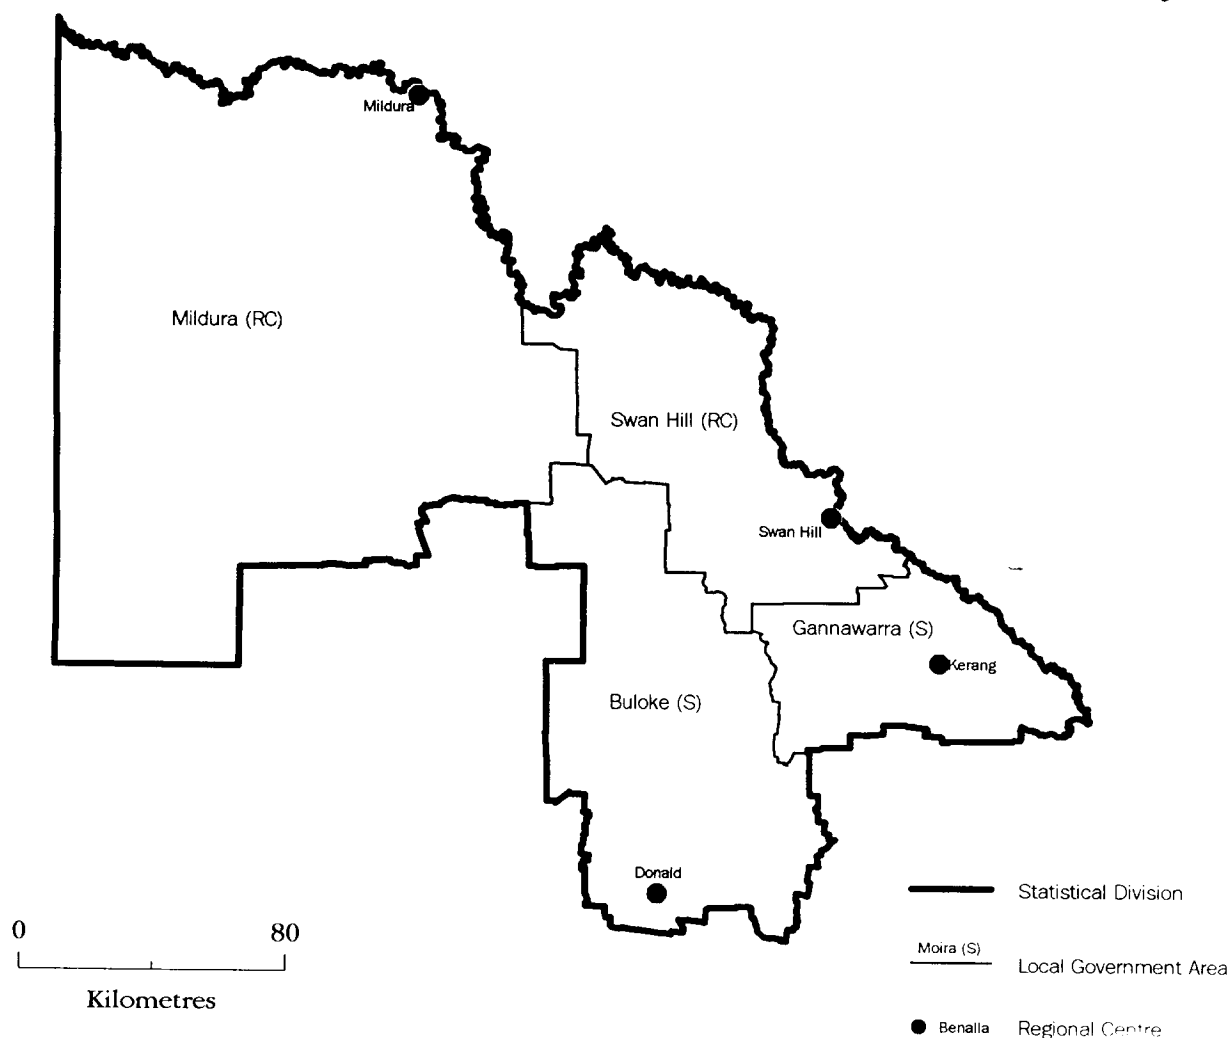 Mildura
Mildura (RC)
Swan Hill (RC)
Swan Hill
Gannawarra (S)
Kerang
Buloke (S)
Donald
Statistical Division
0 80
Moira (S)
Local Government Area
Kilometres
Benalla Regional Centre